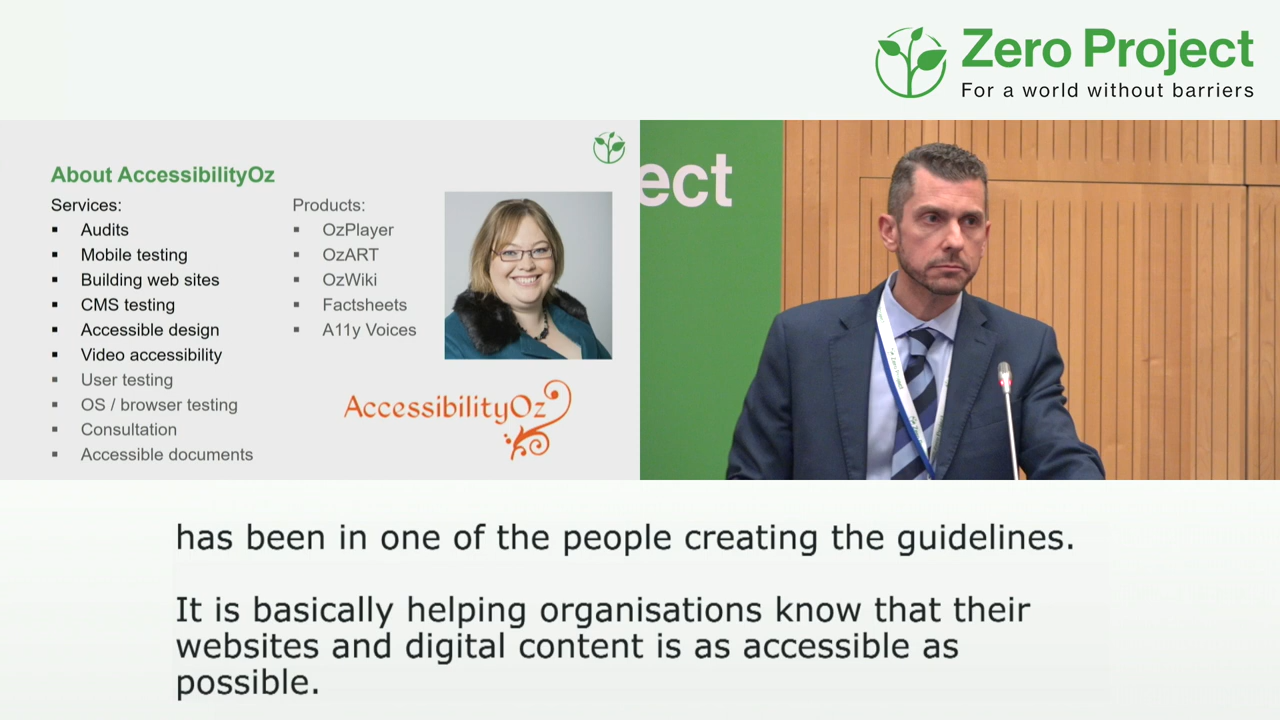 Zero Project
For a world without barriers
About AccessibilityOz
Services:
▪ Audits
▪ Mobile testing
▪ Building web sites
▪ CMS testing
▪ Accessible design
▪ Video accessibility
▪ User testing
▪ OS / browser testing
▪ Consultation
▪ Accessible documents
Products:
▪ OzPlayer
▪ OzART
▪ OzWiki
▪ Factsheets
▪ A11y Voices
AccessibilityOz
ect
has been in one of the people creating the guidelines.
It is basically helping organisations know that their
websites and digital content is as accessible as
possible.